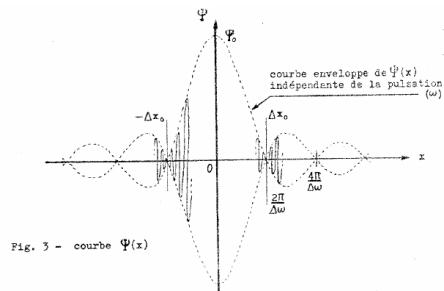 Ψ
Ψₒ
courbe enveloppe de Ψ(x)
indépendante de la pulsation
(ω)
-Δxₒ
Δxₒ
0
x
2π
Δω
4π
Δω
Fig. 3 - courbe Ψ(x)